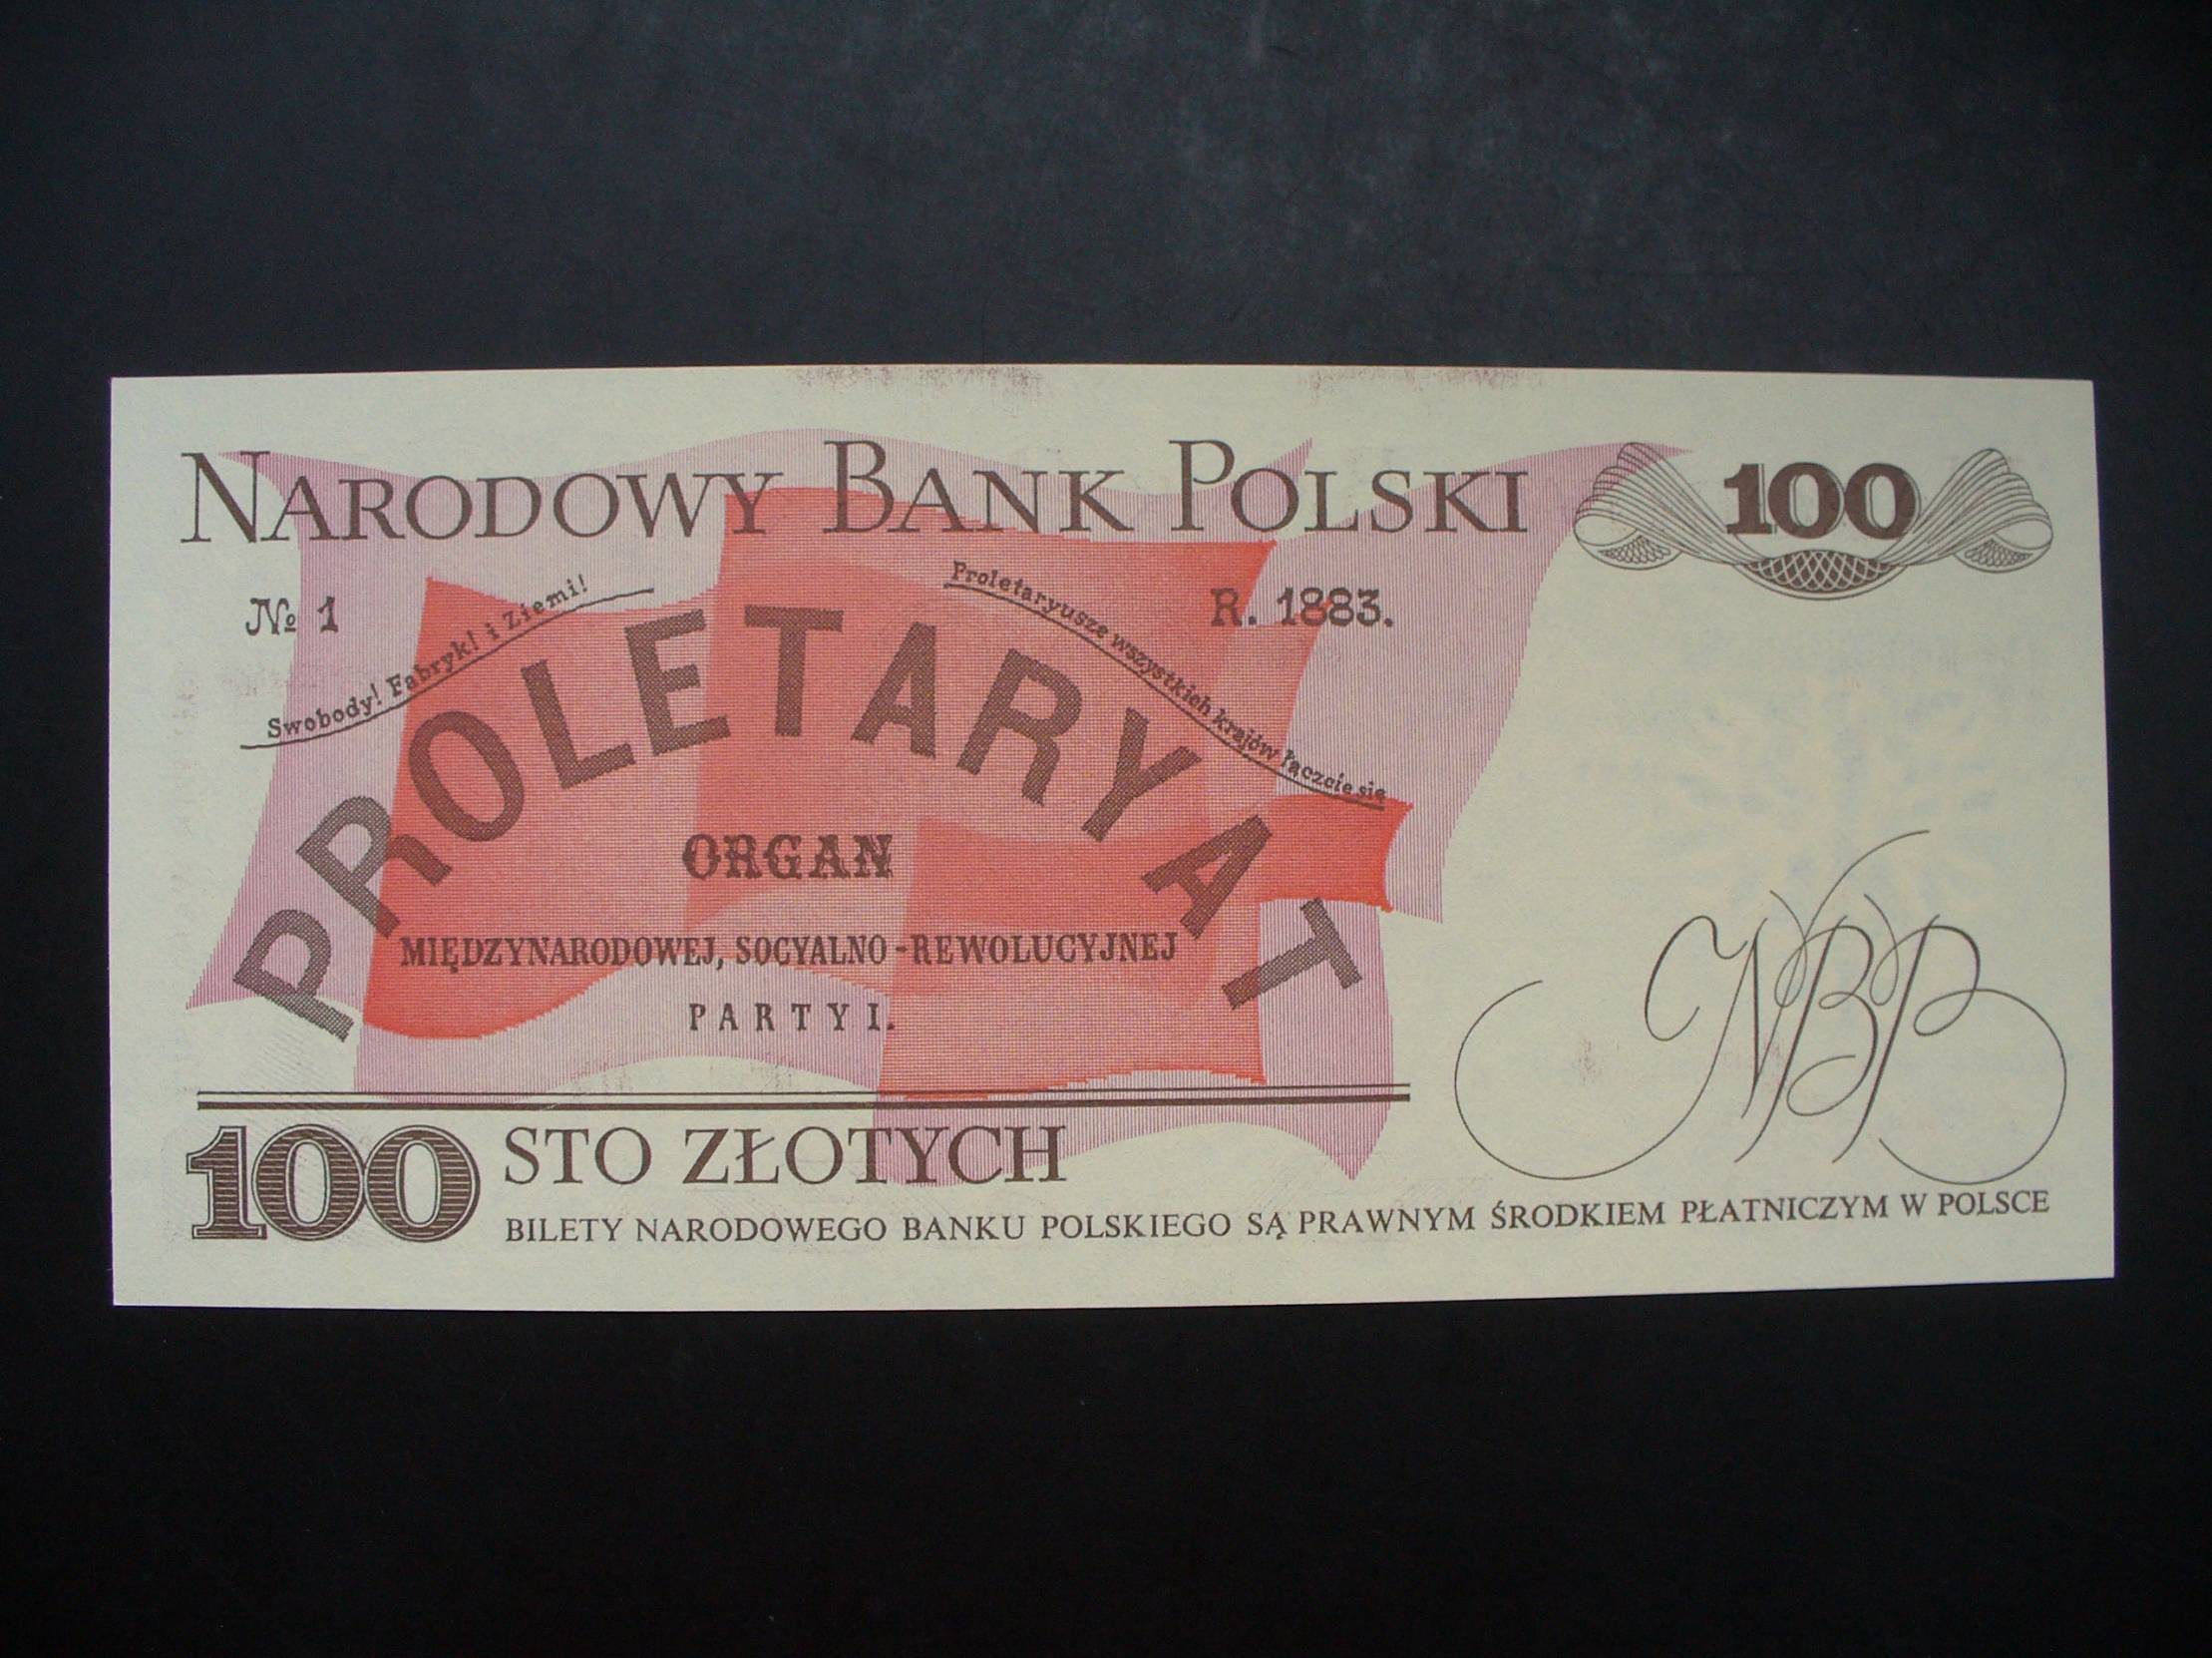 NARODOWY BANK POLSKI
100
№ 1
Swobody! Fabryk! i Ziemi!
Proletaryusze wszystkich krajów łączcie się
R. 1883.
PROLETARYAT
ORGAN
MIĘDZYNARODOWEJ, SOCYALNO-REWOLUCYJNEJ
PARTYI.
NBP
100 STO ZŁOTYCH
BILETY NARODOWEGO BANKU POLSKIEGO SĄ PRAWNYM ŚRODKIEM PŁATNICZYM W POLSCE